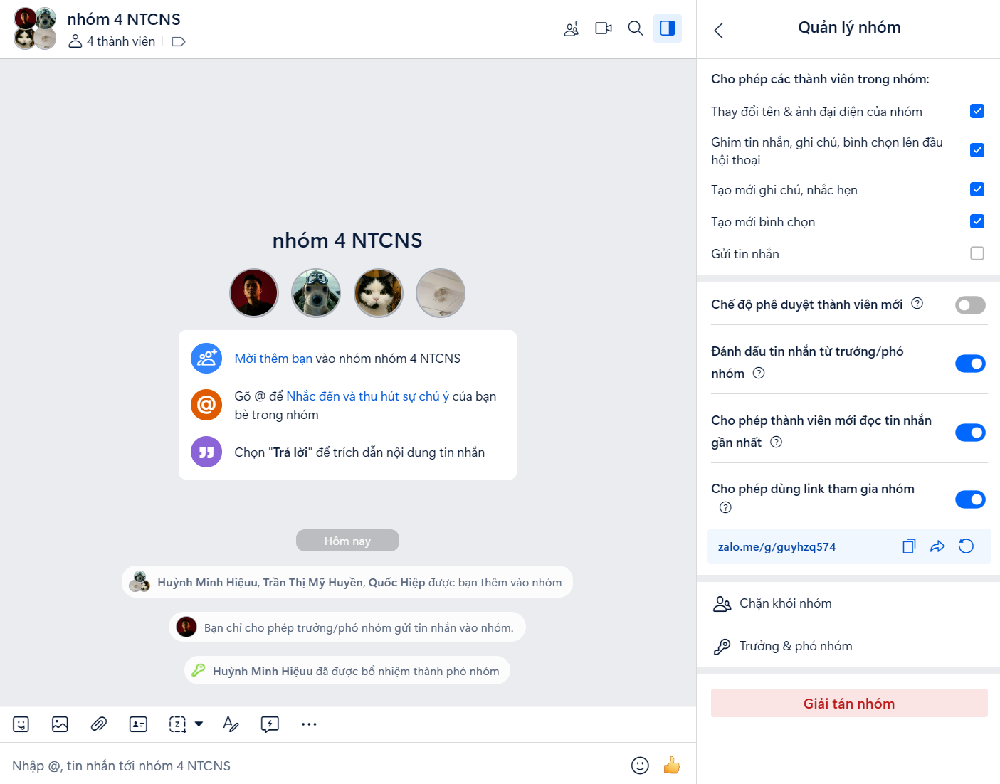 nhóm 4 NTCNS
4 thành viên
nhóm 4 NTCNS
Mời thêm bạn vào nhóm nhóm 4 NTCNS
Gõ @ để Nhắc đến và thu hút sự chú ý của bạn
bè trong nhóm
Chọn "Trả lời" để trích dẫn nội dung tin nhắn
Hôm nay
Huỳnh Minh Hiệuu, Trần Thị Mỹ Huyền, Quốc Hiệp được bạn thêm vào nhóm
Bạn chỉ cho phép trưởng/phó nhóm gửi tin nhắn vào nhóm.
Huỳnh Minh Hiệuu đã được bổ nhiệm thành phó nhóm
Nhập @, tin nhắn tới nhóm 4 NTCNS
Quản lý nhóm
Cho phép các thành viên trong nhóm:
Thay đổi tên & ảnh đại diện của nhóm
Ghim tin nhắn, ghi chú, bình chọn lên đầu
hội thoại
Tạo mới ghi chú, nhắc hẹn
Tạo mới bình chọn
Gửi tin nhắn
Chế độ phê duyệt thành viên mới
Đánh dấu tin nhắn từ trưởng/phó
nhóm
Cho phép thành viên mới đọc tin nhắn
gần nhất
Cho phép dùng link tham gia nhóm
zalo.me/g/guyhzq574
Chặn khỏi nhóm
Trưởng & phó nhóm
Giải tán nhóm